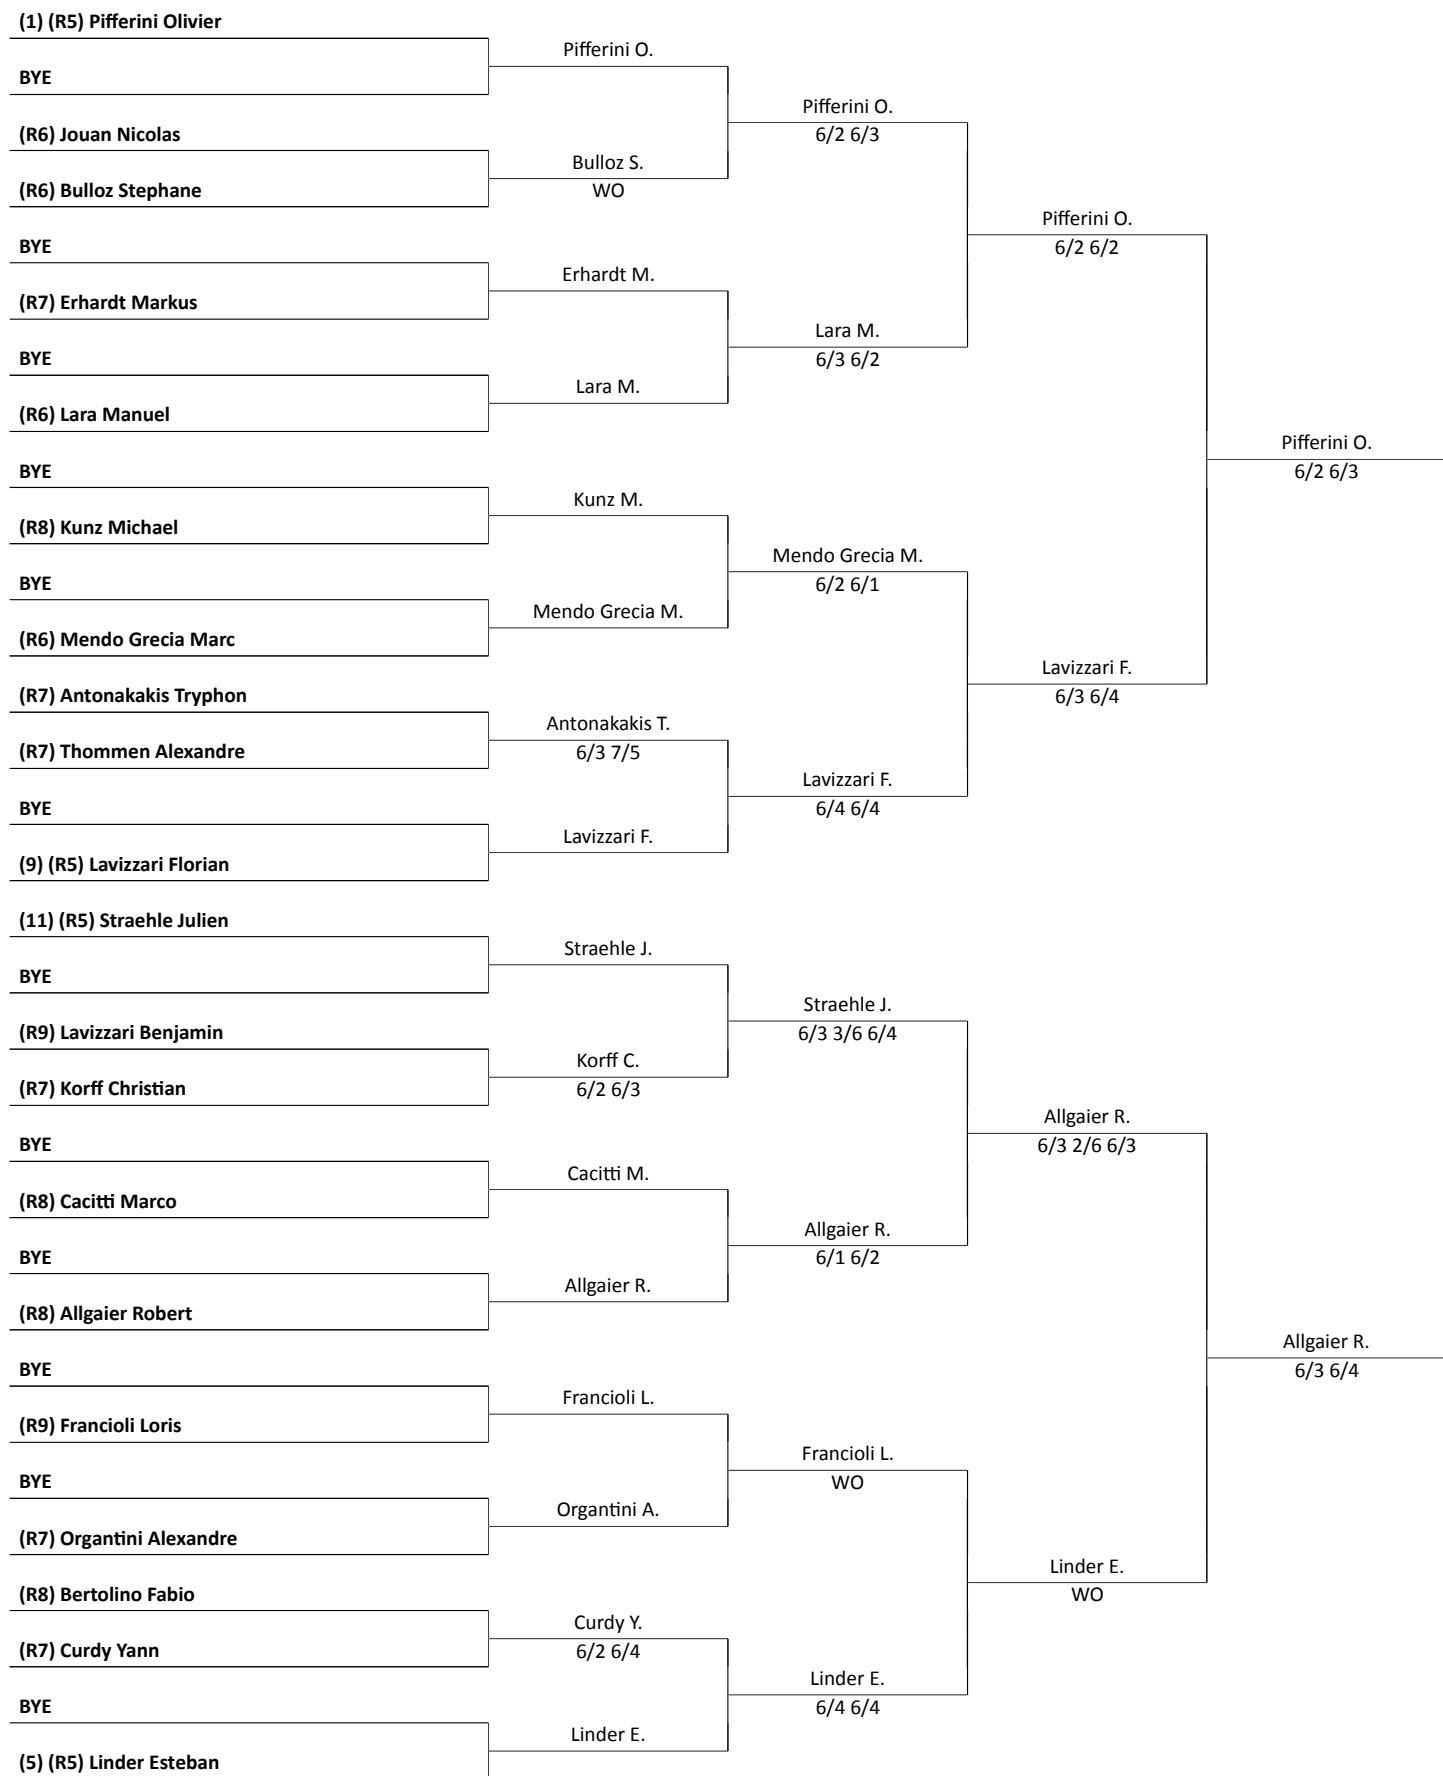 (1) (R5) Pifferini Olivier
Pifferini O.
BYE
Pifferini O.
6/2 6/3
(R6) Jouan Nicolas
Bulloz S.
WO
(R6) Bulloz Stephane
Pifferini O.
6/2 6/2
BYE
Erhardt M.
(R7) Erhardt Markus
Lara M.
6/3 6/2
BYE
Lara M.
(R6) Lara Manuel
Pifferini O.
6/2 6/3
BYE
Kunz M.
(R8) Kunz Michael
Mendo Grecia M.
6/2 6/1
BYE
Mendo Grecia M.
(R6) Mendo Grecia Marc
Lavizzari F.
6/3 6/4
(R7) Antonakakis Tryphon
Antonakakis T.
6/3 7/5
(R7) Thommen Alexandre
Lavizzari F.
6/4 6/4
BYE
Lavizzari F.
(9) (R5) Lavizzari Florian
(11) (R5) Straehle Julien
Straehle J.
BYE
Straehle J.
6/3 3/6 6/4
(R9) Lavizzari Benjamin
Korff C.
6/2 6/3
(R7) Korff Christian
Allgaier R.
6/3 2/6 6/3
BYE
Cacitti M.
(R8) Cacitti Marco
Allgaier R.
6/1 6/2
BYE
Allgaier R.
(R8) Allgaier Robert
Allgaier R.
6/3 6/4
BYE
Francioli L.
(R9) Francioli Loris
Francioli L.
WO
BYE
Organtini A.
(R7) Organtini Alexandre
Linder E.
WO
(R8) Bertolino Fabio
Curdy Y.
6/2 6/4
(R7) Curdy Yann
Linder E.
6/4 6/4
BYE
Linder E.
(5) (R5) Linder Esteban